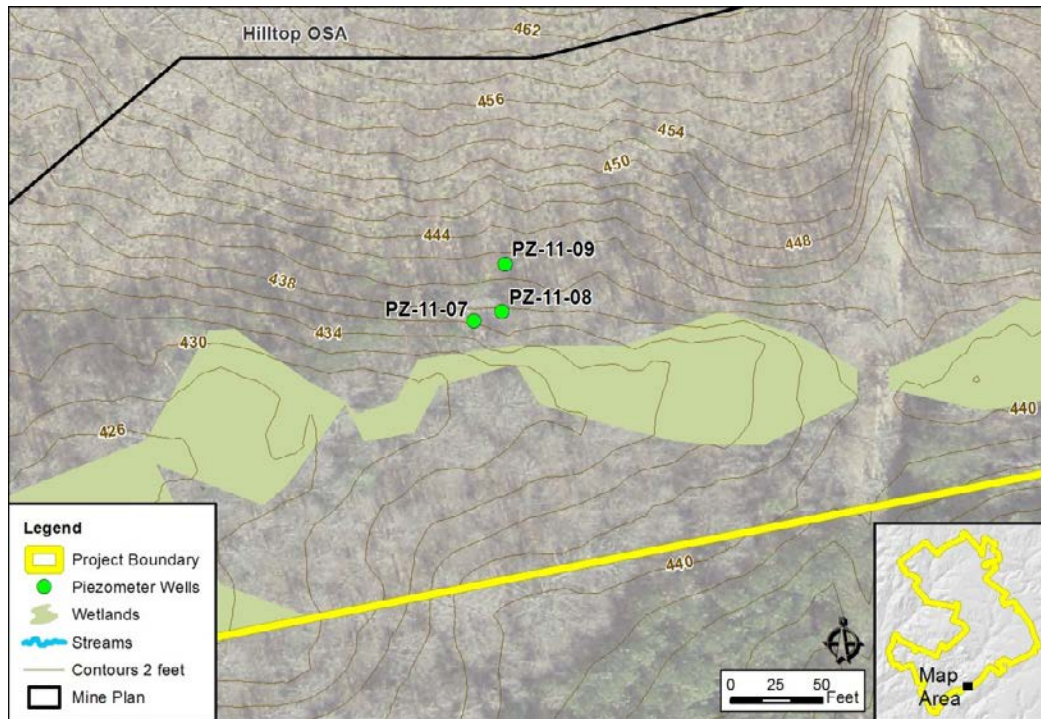 Hilltop OSA
462
456
454
450
444
448
PZ-11-09
438
PZ-11-08
PZ-11-07
434
430
426
440
440
Legend
Project Boundary
Piezometer Wells
Wetlands
Streams
Contours 2 feet
Mine Plan
0 25 50
Feet
Map
Area